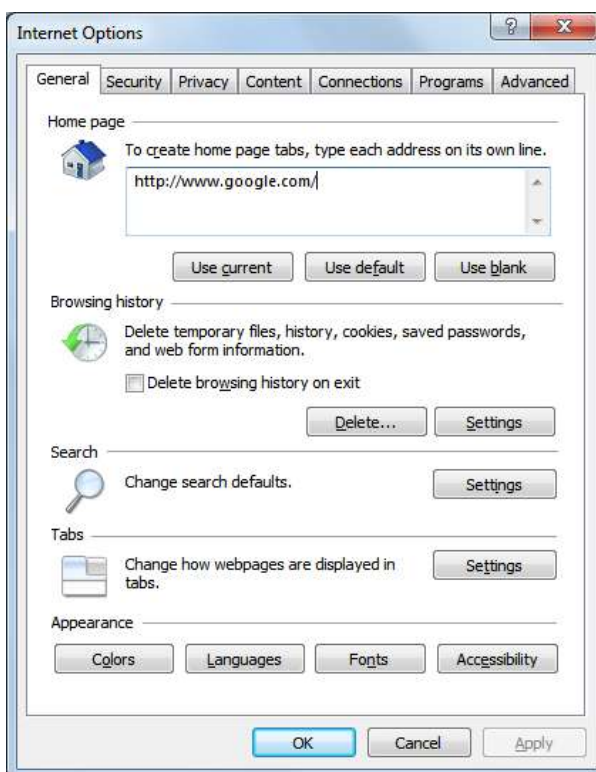 Internet Options
General Security Privacy Content Connections Programs Advanced
Home page
To create home page tabs, type each address on its own line.
http://www.google.com/
Use current Use default Use blank
Browsing history
Delete temporary files, history, cookies, saved passwords,
and web form information.
Delete browsing history on exit
Delete... Settings
Search
Change search defaults. Settings
Tabs
Change how webpages are displayed in Settings
tabs.
Appearance
Colors Languages Fonts Accessibility
OK Cancel Apply